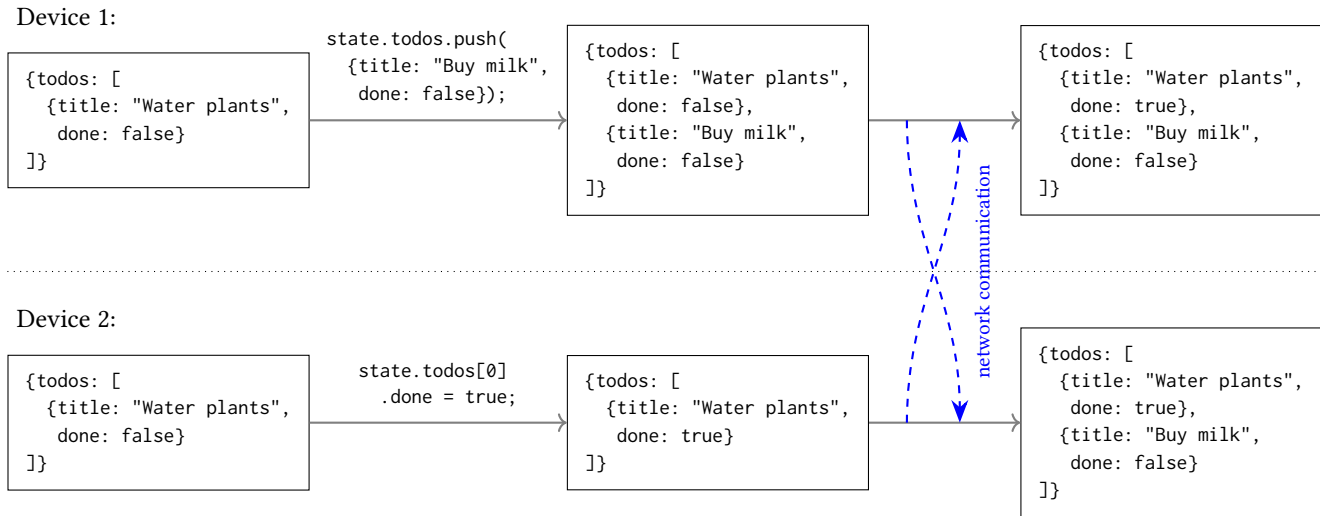 Device 1:
{todos: [
{title: "Water plants",
done: false}
]}
state.todos.push(
{title: "Buy milk",
done: false});
{todos: [
{title: "Water plants",
done: false},
{title: "Buy milk",
done: false}
]}
{todos: [
{title: "Water plants",
done: true},
{title: "Buy milk",
done: false}
]}
network communication
Device 2:
{todos: [
{title: "Water plants",
done: false}
]}
state.todos[0]
.done = true;
{todos: [
{title: "Water plants",
done: true}
]}
{todos: [
{title: "Water plants",
done: true},
{title: "Buy milk",
done: false}
]}